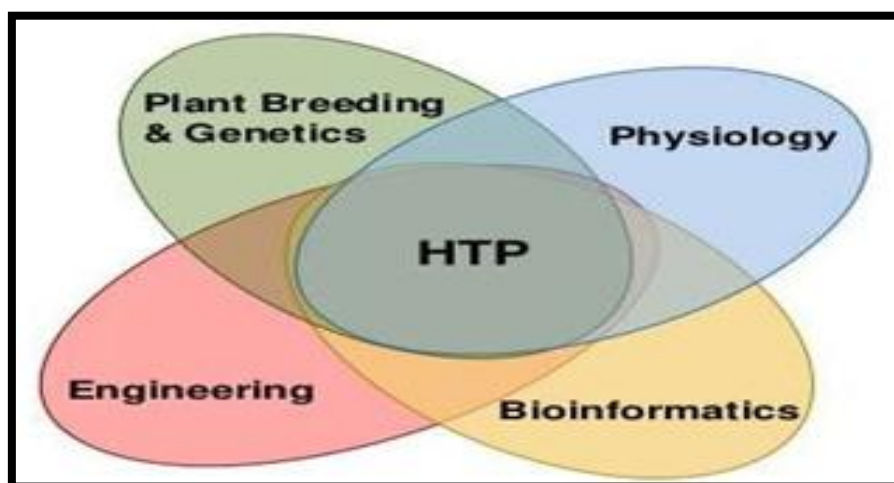 Plant Breeding
& Genetics
Physiology
HTP
Engineering
Bioinformatics